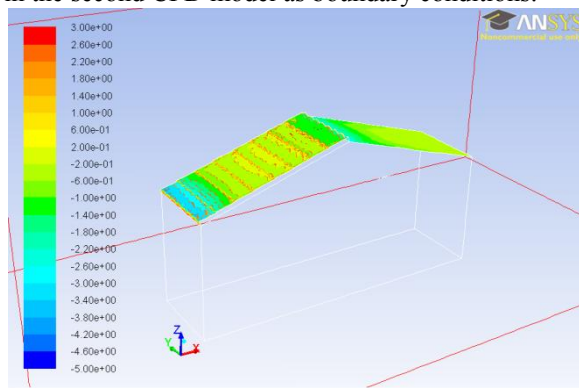 in the second CFD model as boundary conditions.
ANSYS
Noncommercial use only
3.00e+00
2.60e+00
2.20e+00
1.80e+00
1.40e+00
1.00e+00
6.00e-01
2.00e-01
-2.00e-01
-6.00e-01
-1.00e+00
-1.40e+00
-1.80e+00
-2.20e+00
-2.60e+00
-3.00e+00
-3.40e+00
-3.80e+00
-4.20e+00
-4.60e+00
-5.00e+00
Z
Y
X